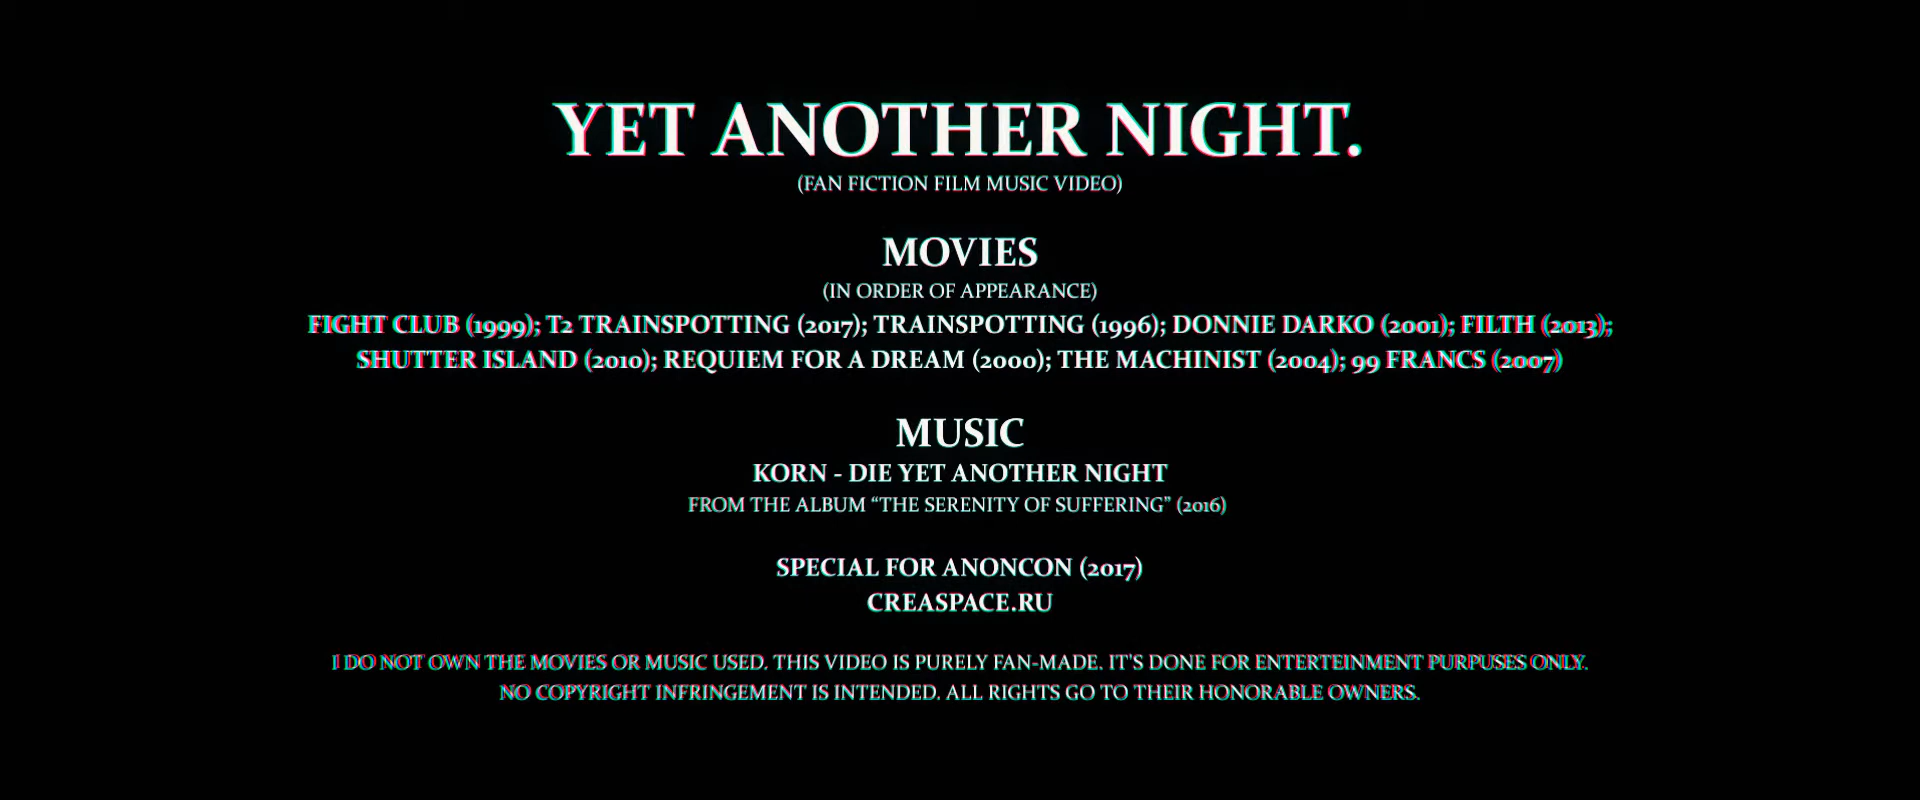 YET ANOTHER NIGHT.
(FAN FICTION FILM MUSIC VIDEO)
MOVIES
(IN ORDER OF APPEARANCE)
FIGHT CLUB (1999); T2 TRAINSPOTTING (2017); TRAINSPOTTING (1996); DONNIE DARKO (2001); FILTH (2013);
SHUTTER ISLAND (2010); REQUIEM FOR A DREAM (2000); THE MACHINIST (2004); 99 FRANCS (2007)
MUSIC
KORN - DIE YET ANOTHER NIGHT
FROM THE ALBUM “THE SERENITY OF SUFFERING” (2016)
SPECIAL FOR ANONCON (2017)
CREASPACE.RU
I DO NOT OWN THE MOVIES OR MUSIC USED. THIS VIDEO IS PURELY FAN-MADE. IT'S DONE FOR ENTERTEINMENT PURPUSES ONLY.
NO COPYRIGHT INFRINGEMENT IS INTENDED. ALL RIGHTS GO TO THEIR HONORABLE OWNERS.